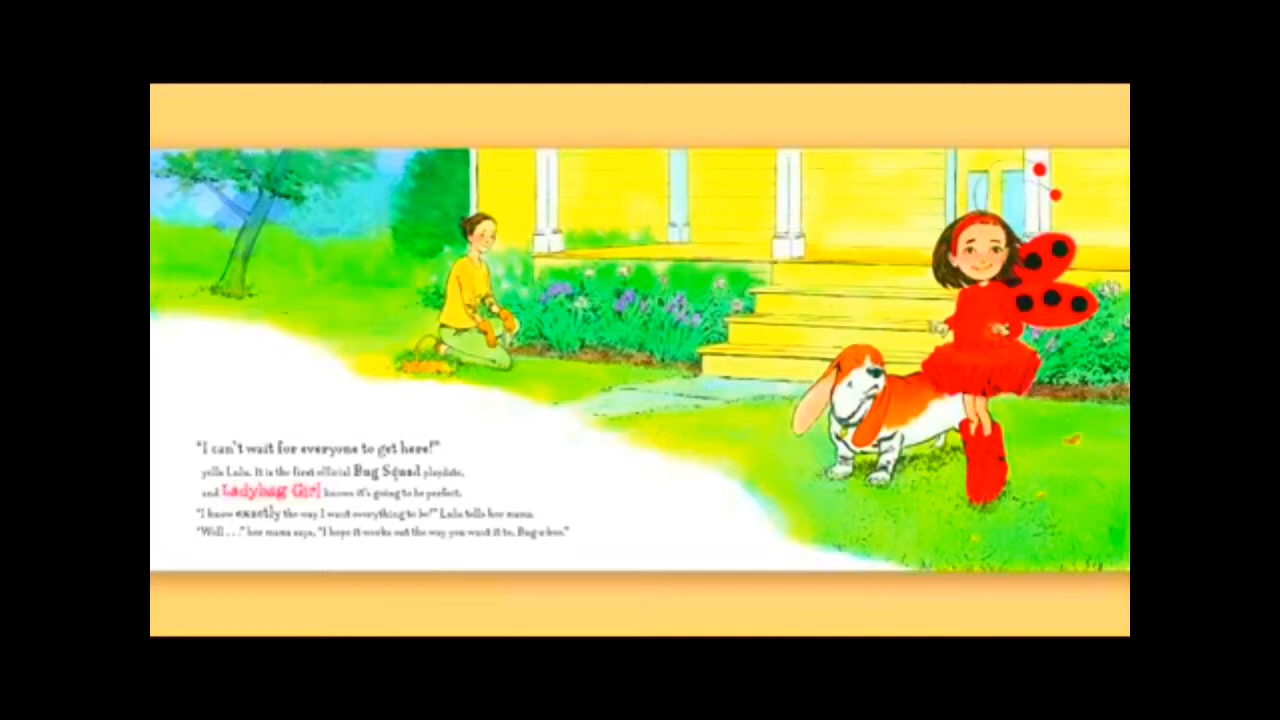 "I can't wait for everyone to get here!"
yells Lulu. It is the first official Bug Squad playdate,
and Ladybug Girl knows it's going to be perfect.
"I know exactly the way I want everything to be!" Lulu tells her mama.
"Well . . ." her mama says, "I hope it works out the way you want it to, Bug-a-boo."